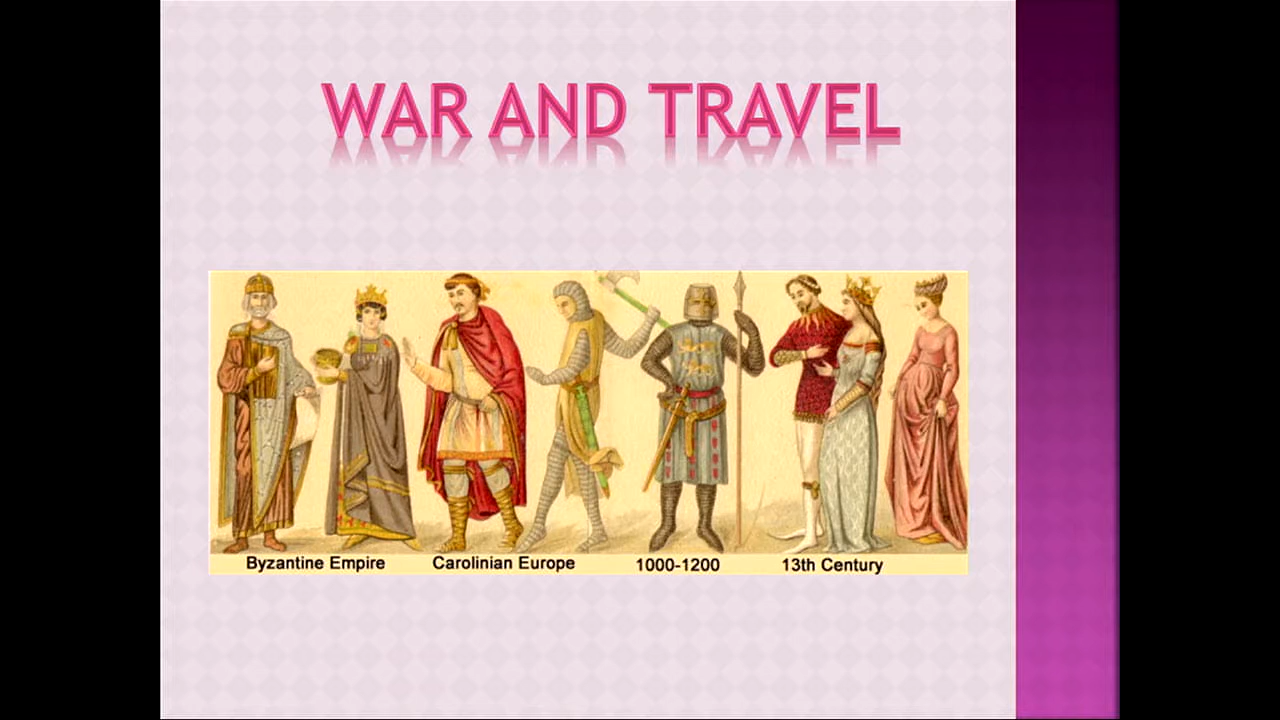 WAR AND TRAVEL
Byzantine Empire
Carolinian Europe
1000-1200
13th Century